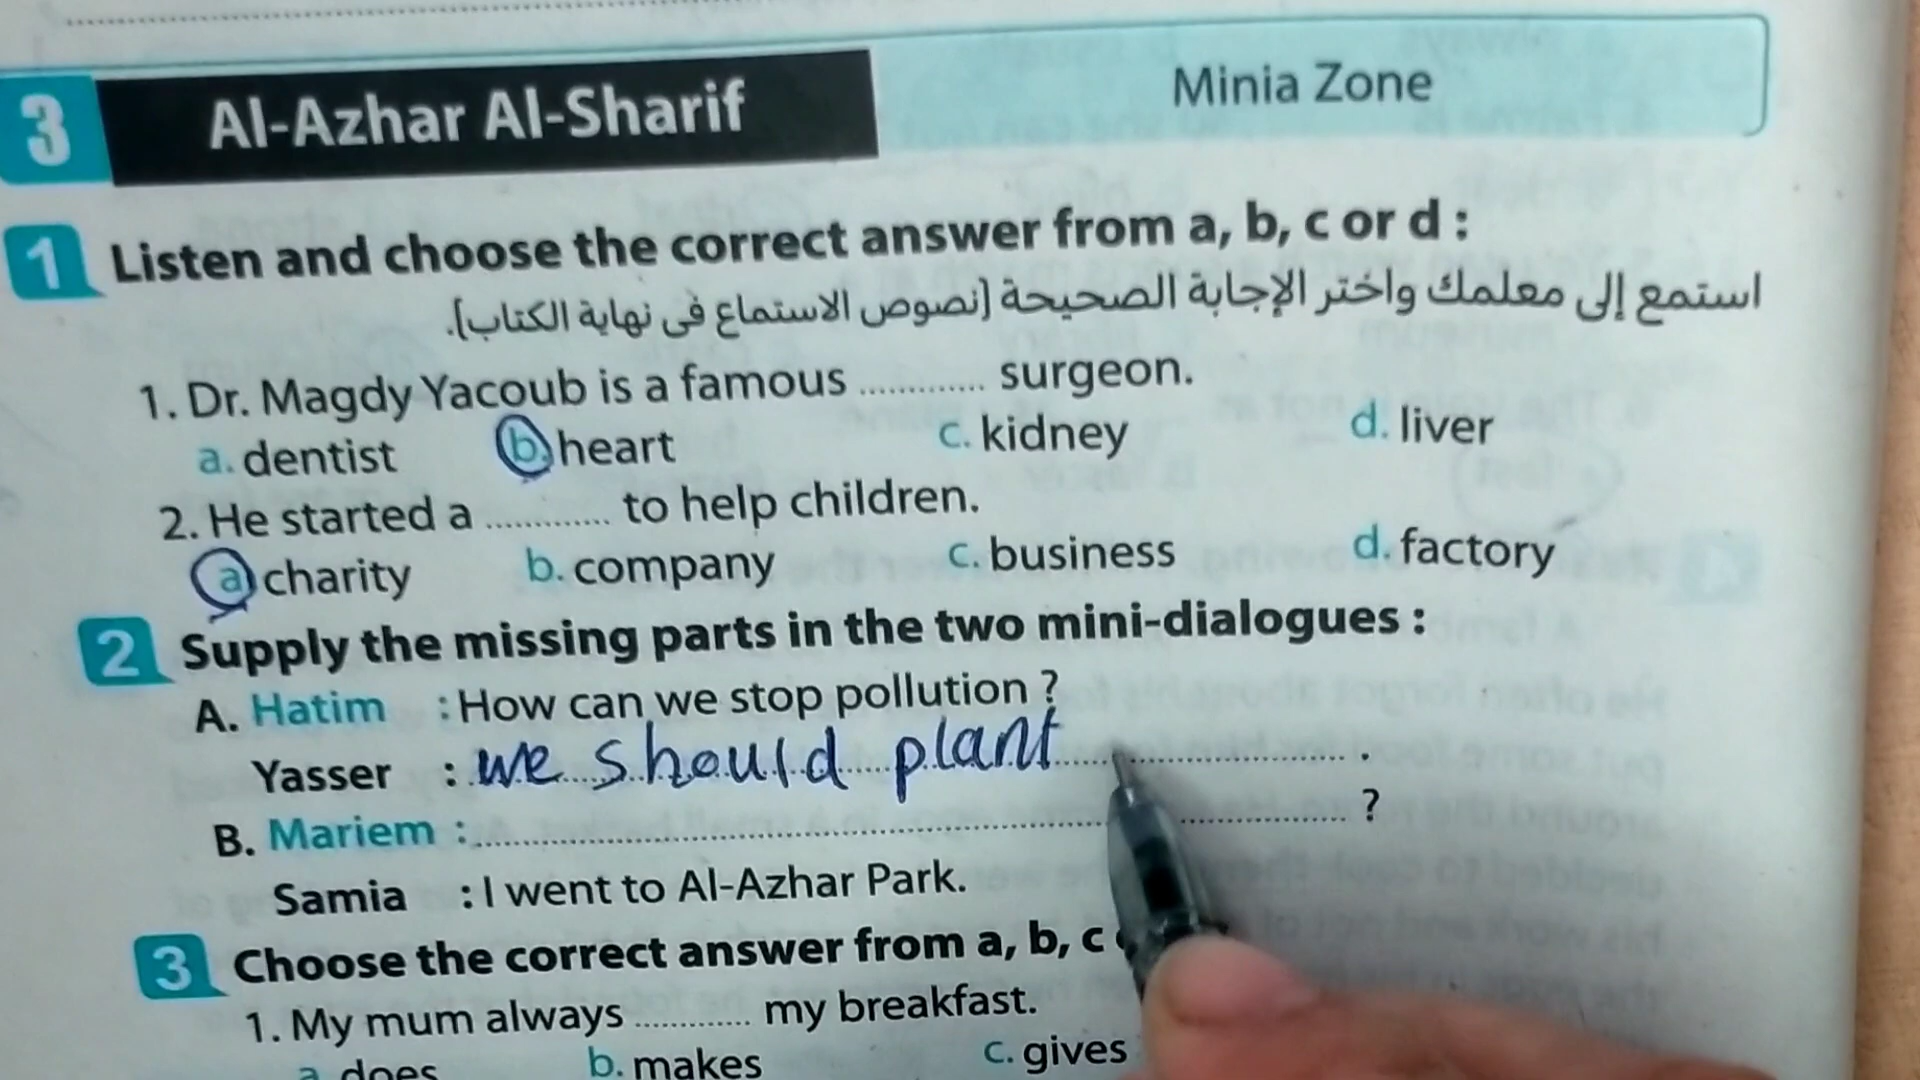 3 Al-Azhar Al-Sharif Minia Zone
1 Listen and choose the correct answer from a, b, c or d :
استمع إلى معلمك واختر الإجابة الصحيحة (نصوص الاستماع فى نهاية الكتاب).
1. Dr. Magdy Yacoub is a famous ............ surgeon.
a. dentist b. heart c. kidney d. liver
2. He started a ............ to help children.
a charity b. company c. business d. factory
2 Supply the missing parts in the two mini-dialogues :
A. Hatim : How can we stop pollution ?
Yasser : we should plant .
B. Mariem : ............ ?
Samia : I went to Al-Azhar Park.
3 Choose the correct answer from a, b, c
1. My mum always ............ my breakfast.
a. does b. makes c. gives